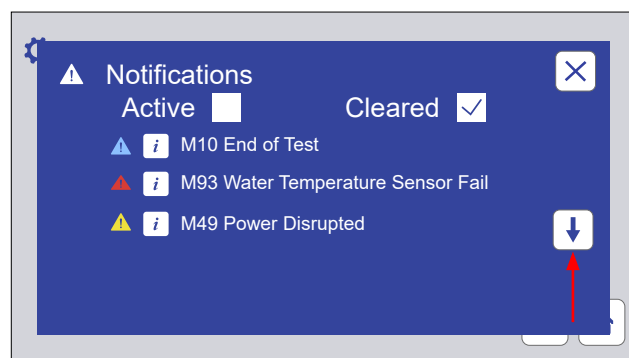 Notifications
Active Cleared
i M10 End of Test
i M93 Water Temperature Sensor Fail
i M49 Power Disrupted